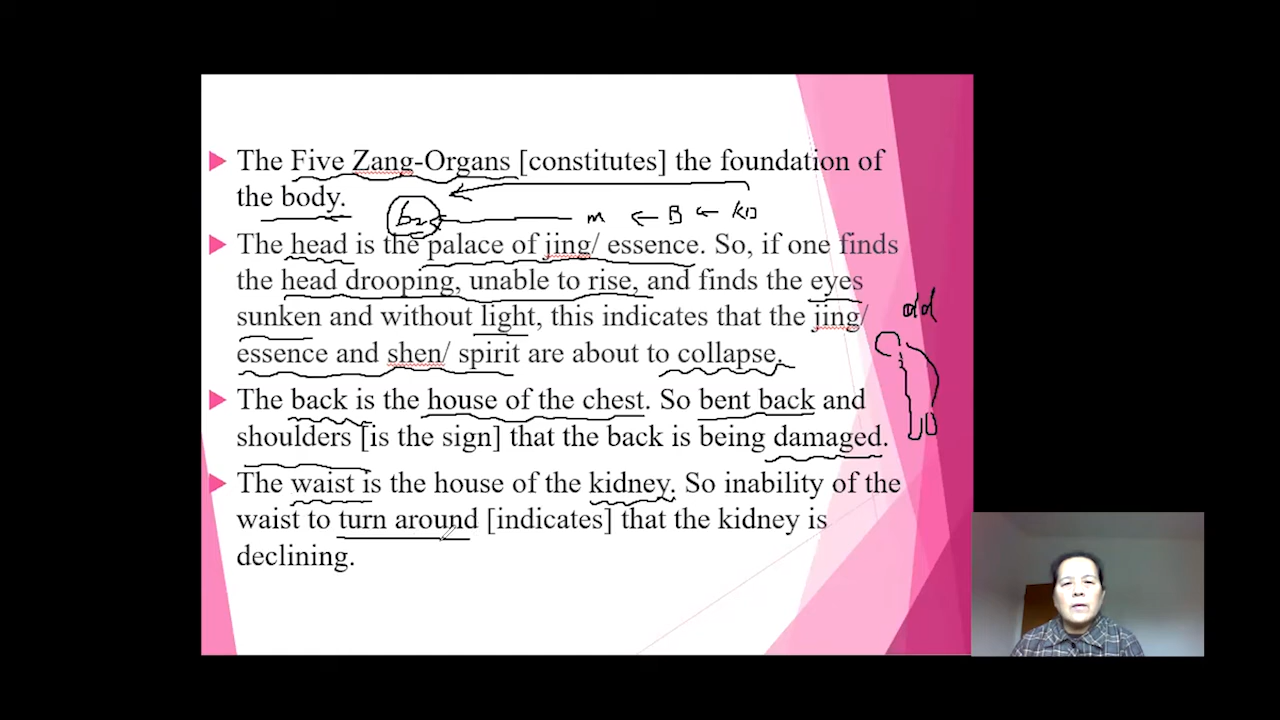 The Five Zang-Organs [constitutes] the foundation of
the body.
m ← B ← KD
The head is the palace of jing/ essence. So, if one finds
the head drooping, unable to rise, and finds the eyes
sunken and without light, this indicates that the jing/
essence and shen/ spirit are about to collapse.
The back is the house of the chest. So bent back and
shoulders [is the sign] that the back is being damaged.
The waist is the house of the kidney. So inability of the
waist to turn around [indicates] that the kidney is
declining.